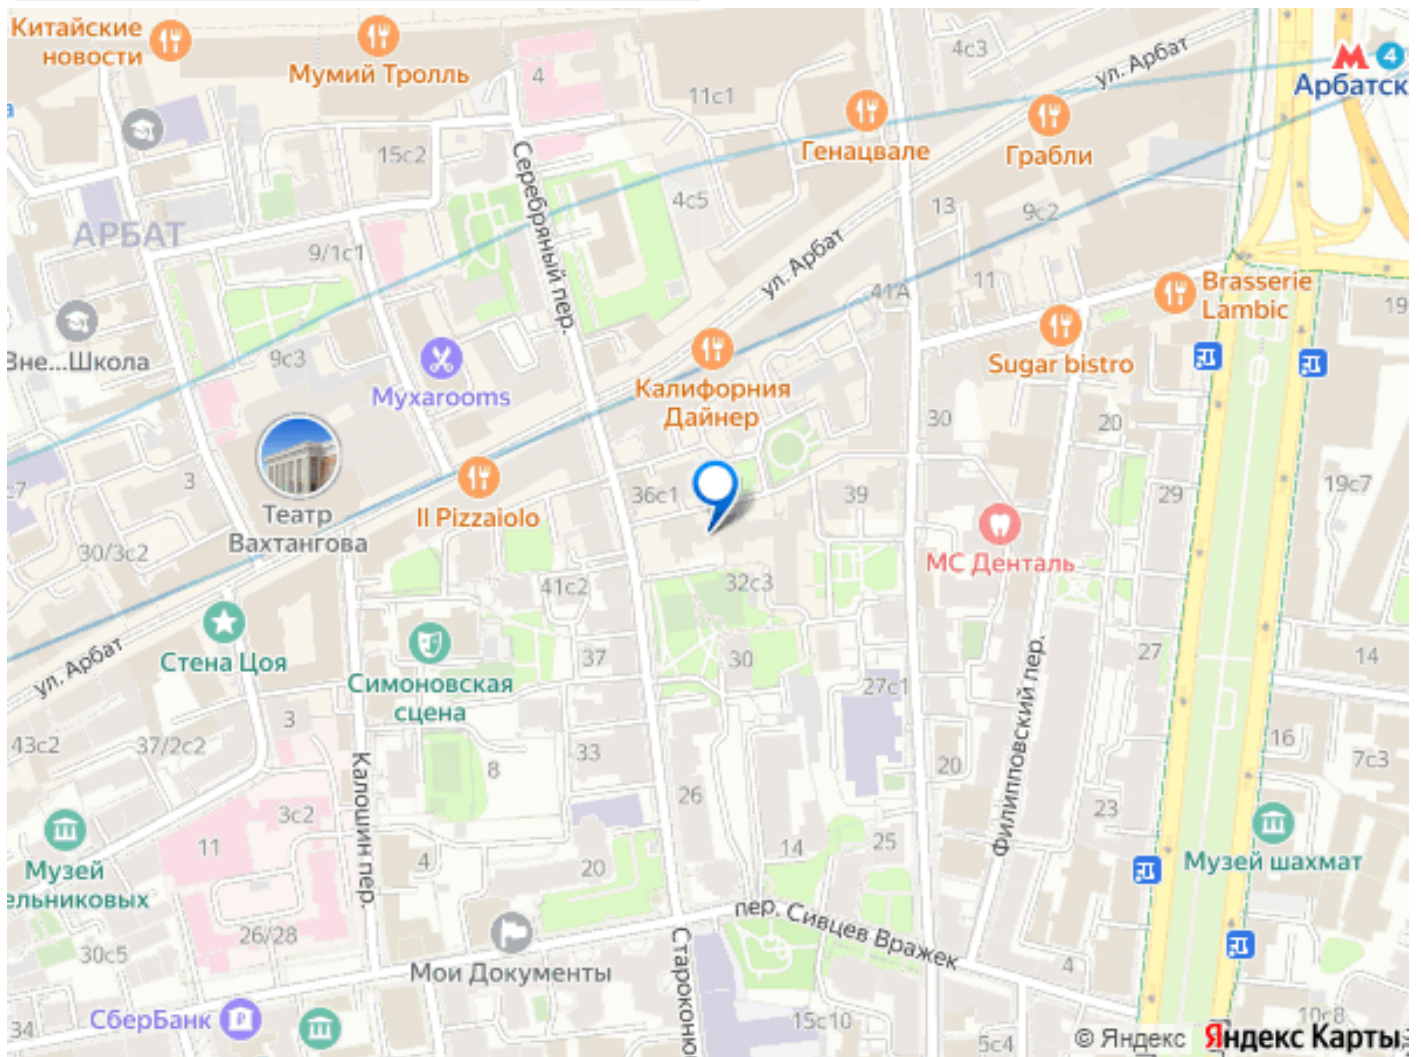 Китайские
новости
Мумий Тролль
4
4с3
ул. Арбат
4
Арбатск
11с1
Генацвале
Грабли
15с2
Серебряный пер.
4с5
13
9с2
АРБАТ
9/1с1
ул. Арбат
41А
11
Brasserie
Lambic
19
Вне...Школа
9с3
Myxarooms
Калифорния
Дайнер
Sugar bistro
30
20
3
Театр
Вахтангова
Il Pizzaiolo
36с1
39
29
19с7
30/3с2
41с2
32с3
МС Денталь
ул. Арбат
Стена Цоя
Симоновская
сцена
37
30
27с1
Филипповский пер.
27
14
43с2
37/2с2
3
Калошин пер.
8
33
26
20
16
7с3
3с2
11
Музей
ельниковых
4
20
14
25
23
Музей шахмат
30с5
26/28
Мои Документы
пер. Сивцев Вражек
Староконю
4
34
СберБанк
15с10
5с4
10с8
© Яндекс Яндекс Карты